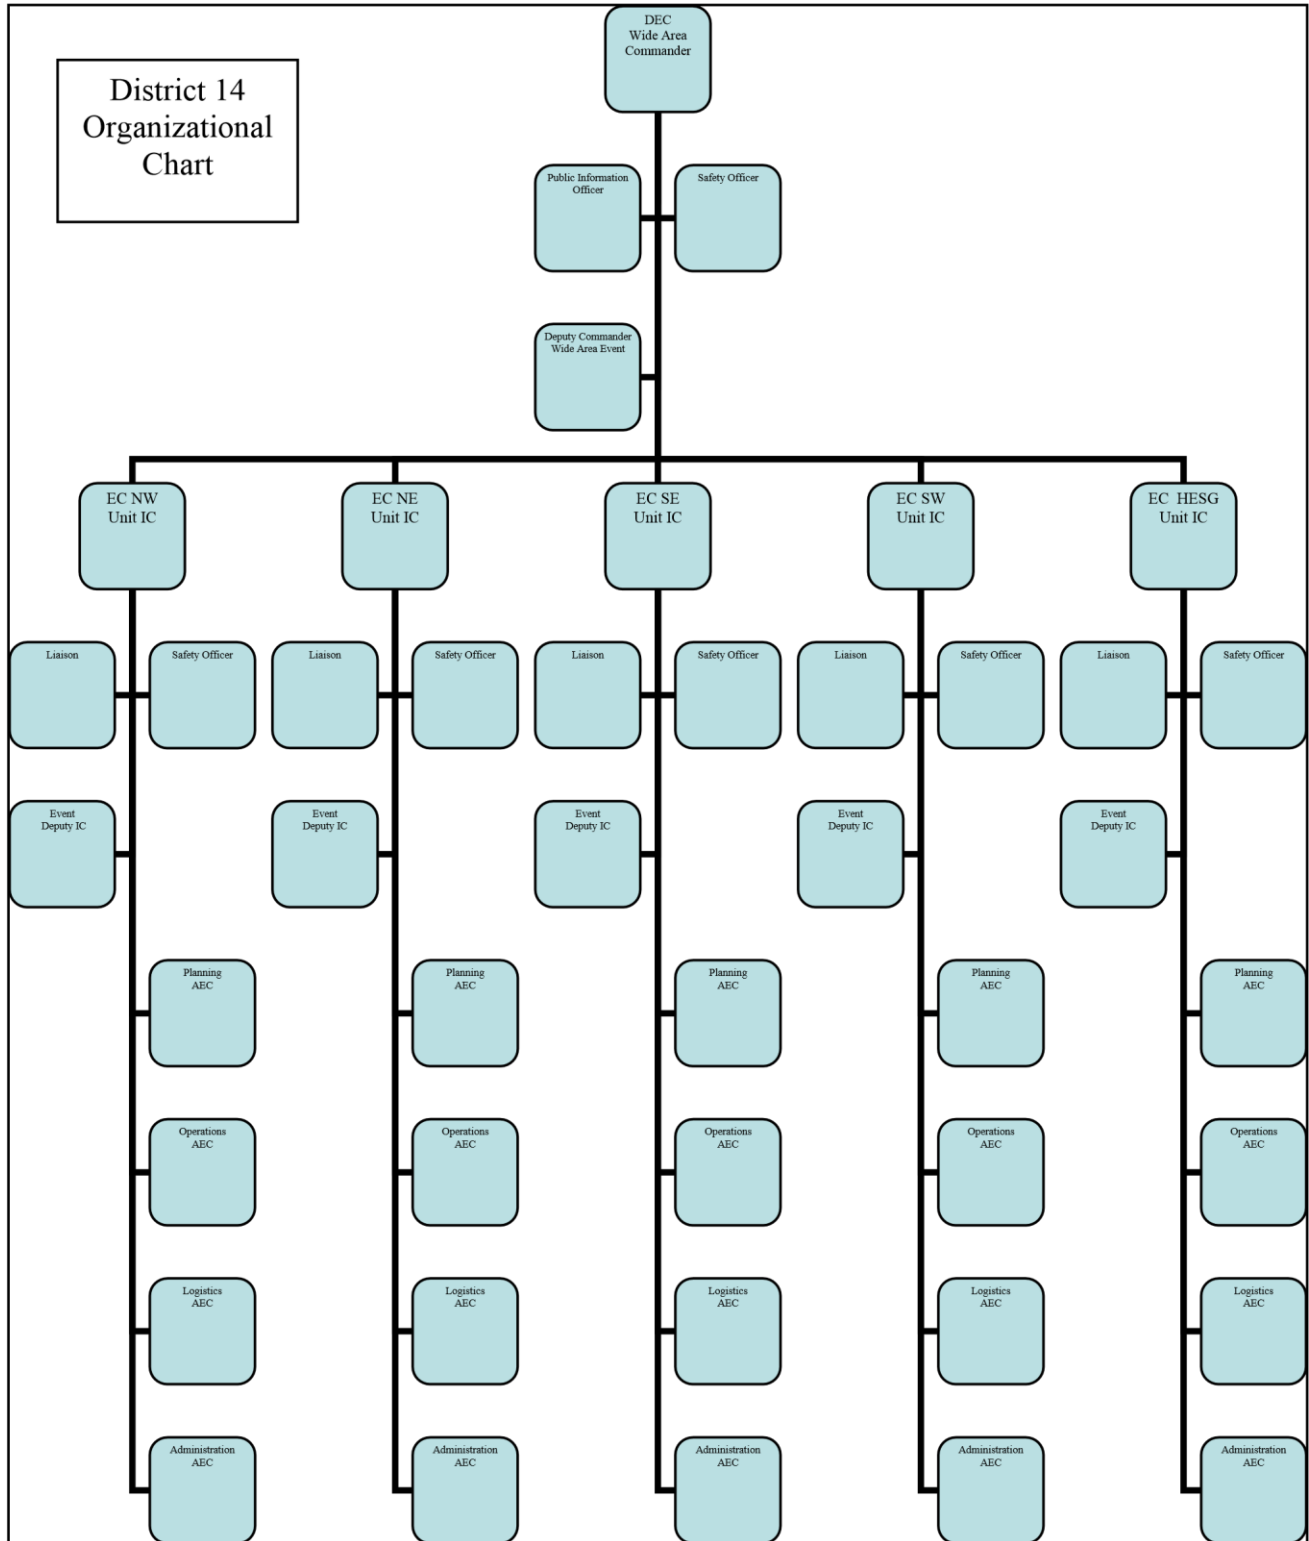 DEC
Wide Area
Commander
District 14
Organizational
Chart
Public Information
Officer
Safety Officer
Deputy Commander
Wide Area Event
EC NW
Unit IC
EC NE
Unit IC
EC SE
Unit IC
EC SW
Unit IC
EC HESG
Unit IC
Liaison
Safety Officer
Liaison
Safety Officer
Liaison
Safety Officer
Liaison
Safety Officer
Liaison
Safety Officer
Event
Deputy IC
Event
Deputy IC
Event
Deputy IC
Event
Deputy IC
Event
Deputy IC
Planning
AEC
Planning
AEC
Planning
AEC
Planning
AEC
Planning
AEC
Operations
AEC
Operations
AEC
Operations
AEC
Operations
AEC
Operations
AEC
Logistics
AEC
Logistics
AEC
Logistics
AEC
Logistics
AEC
Logistics
AEC
Administration
AEC
Administration
AEC
Administration
AEC
Administration
AEC
Administration
AEC